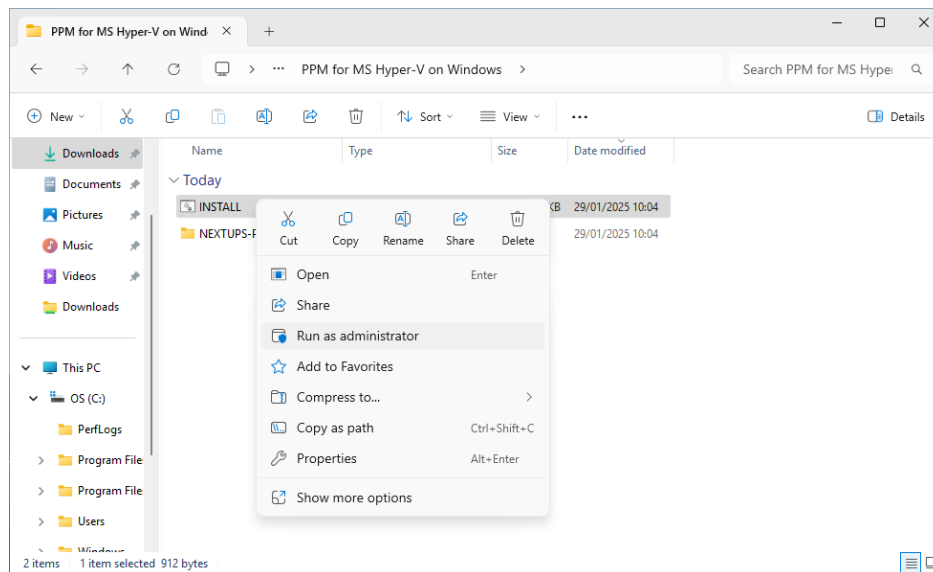 PPM for MS Hyper-V on Wind
PPM for MS Hyper-V on Windows
Search PPM for MS Hyper
New
Sort
View
Details
Downloads
Documents
Pictures
Music
Videos
Downloads
This PC
OS (C:)
PerfLogs
Program File
Program File
Users
Windows
Name Type Size Date modified
Today
INSTALL KB 29/01/2025 10:04
NEXTUPS-F 29/01/2025 10:04
Cut Copy Rename Share Delete
Open Enter
Share
Run as administrator
Add to Favorites
Compress to...
Copy as path Ctrl+Shift+C
Properties Alt+Enter
Show more options
2 items 1 item selected 912 bytes